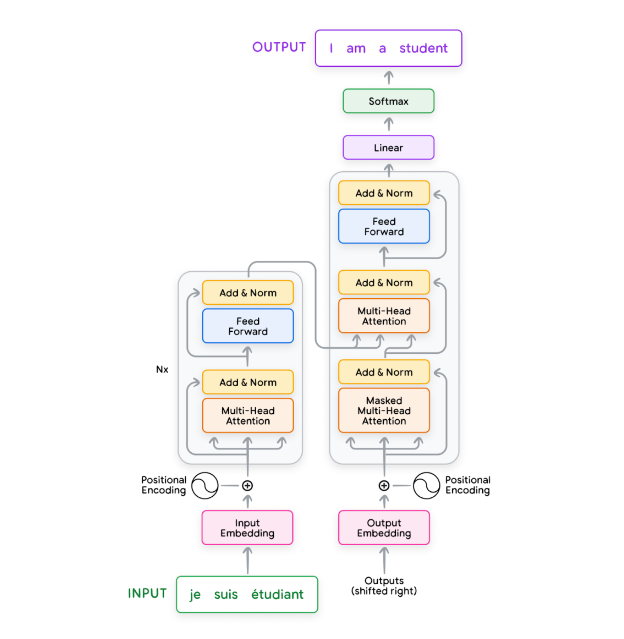 OUTPUT
I am a student
Softmax
Linear
Add & Norm
Feed
Forward
Add & Norm
Multi-Head
Attention
Add & Norm
Masked
Multi-Head
Attention
Nx
Add & Norm
Feed
Forward
Add & Norm
Multi-Head
Attention
Positional
Encoding
Positional
Encoding
Input
Embedding
Output
Embedding
Outputs
(shifted right)
INPUT
je suis étudiant